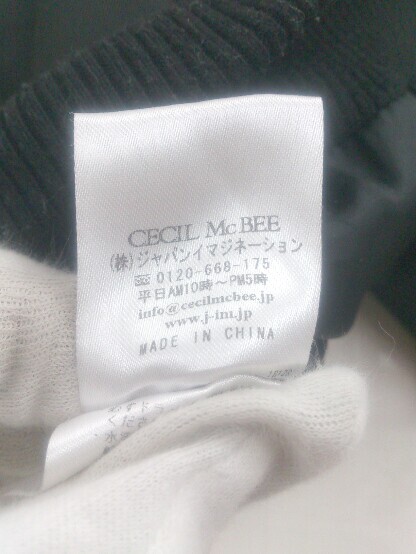 CECIL McBEE
(株)ジャパンイマジネーション
☎ 0120-668-175
平日AM10時〜PM5時
info@cecilmcbee.jp
www.j-im.jp
MADE IN CHINA